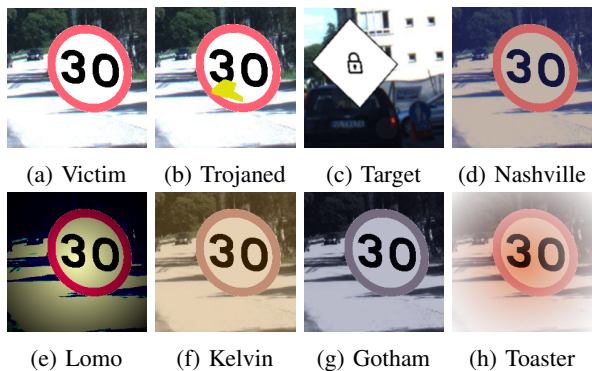 30 30 30
(a) Victim (b) Trojaned (c) Target (d) Nashville
30 30 30 30
(e) Lomo (f) Kelvin (g) Gotham (h) Toaster